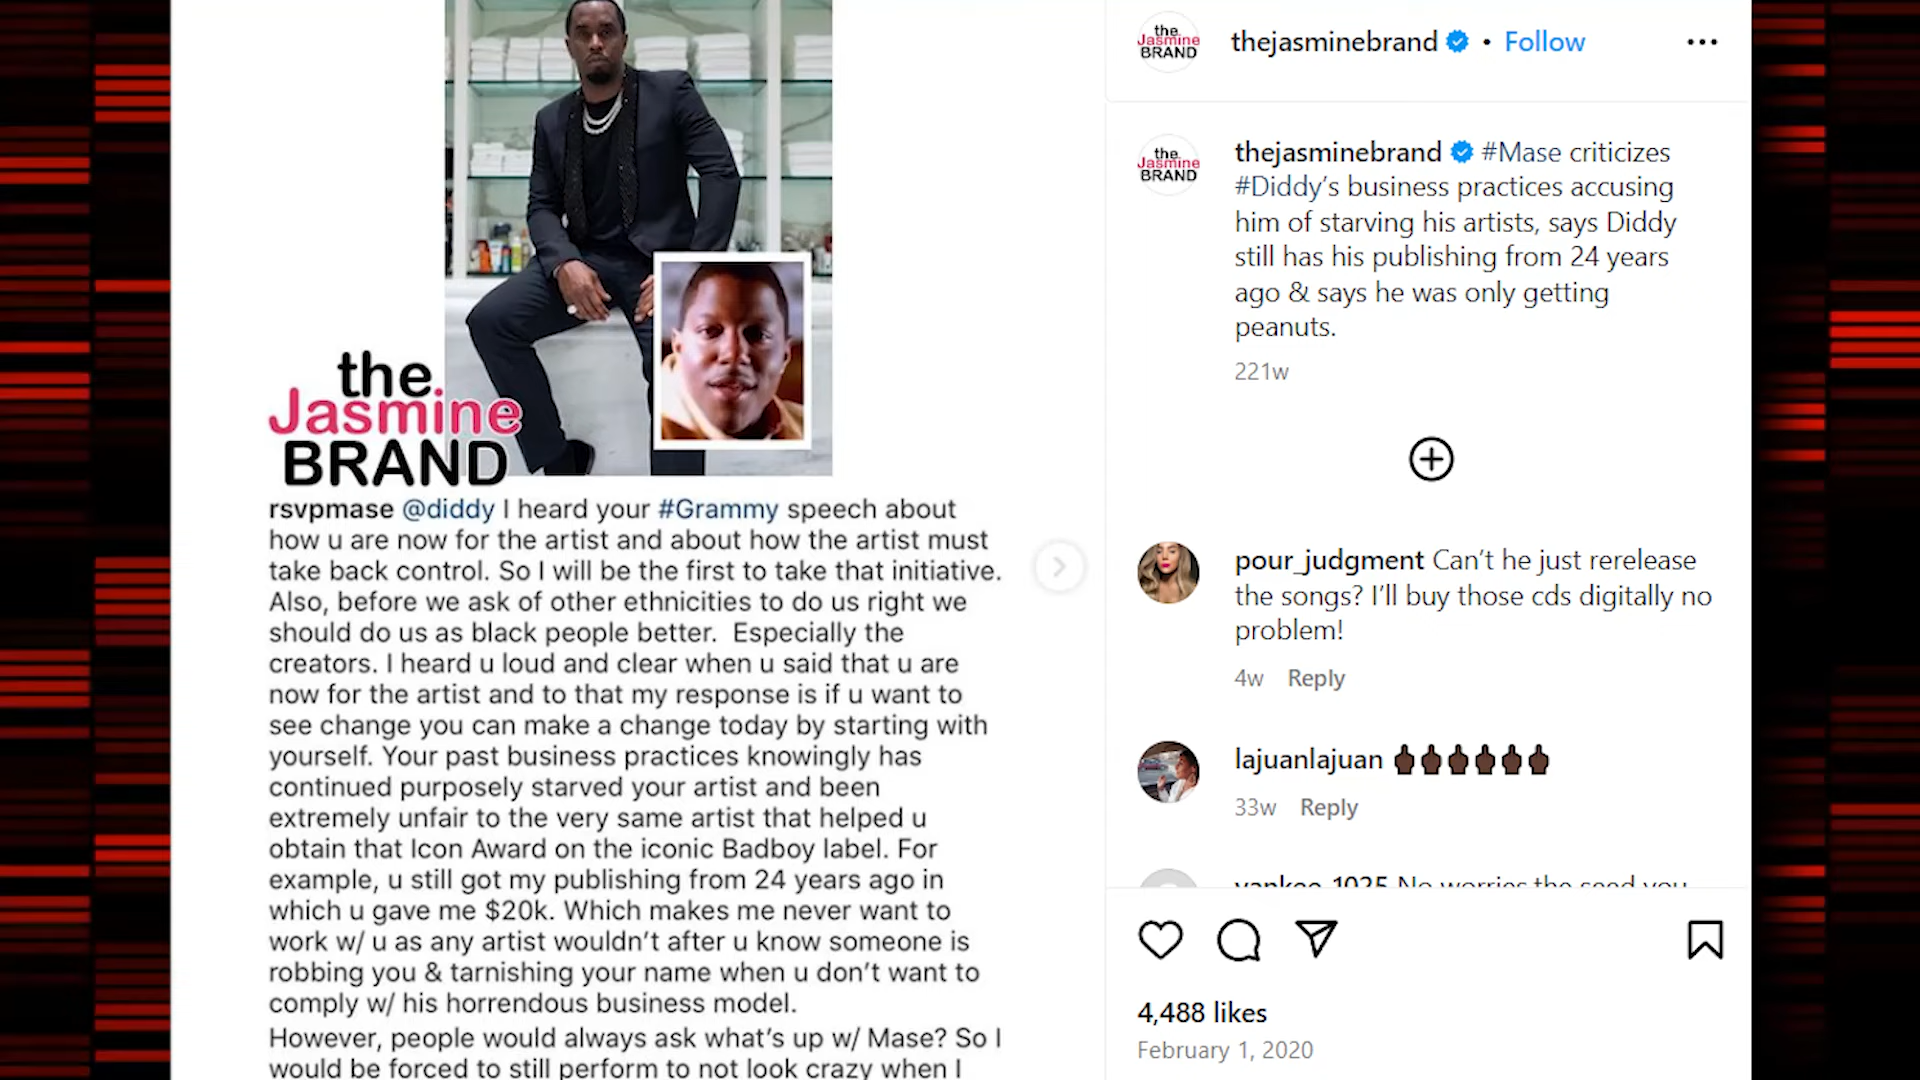 the
Jasmine
BRAND
rsvpmase @diddy I heard your #Grammy speech about
how u are now for the artist and about how the artist must
take back control. So I will be the first to take that initiative.
Also, before we ask of other ethnicities to do us right we
should do us as black people better. Especially the
creators. I heard u loud and clear when u said that u are
now for the artist and to that my response is if u want to
see change you can make a change today by starting with
yourself. Your past business practices knowingly has
continued purposely starved your artist and been
extremely unfair to the very same artist that helped u
obtain that Icon Award on the iconic Badboy label. For
example, u still got my publishing from 24 years ago in
which u gave me $20k. Which makes me never want to
work w/ u as any artist wouldn't after u know someone is
robbing you & tarnishing your name when u don't want to
comply w/ his horrendous business model.
However, people would always ask what's up w/ Mase? So I
would be forced to still perform to not look crazy when I
the
Jasmine
BRAND
thejasminebrand • Follow
the
Jasmine
BRAND
thejasminebrand #Mase criticizes
#Diddy's business practices accusing
him of starving his artists, says Diddy
still has his publishing from 24 years
ago & says he was only getting
peanuts.
221w
pour_judgment Can't he just rerelease
the songs? I'll buy those cds digitally no
problem!
4w Reply
lajuanlajuan 🖕🏿🖕🏿🖕🏿🖕🏿🖕🏿🖕🏿
33w Reply
yankee_1025 No worries the seed you
4,488 likes
February 1, 2020